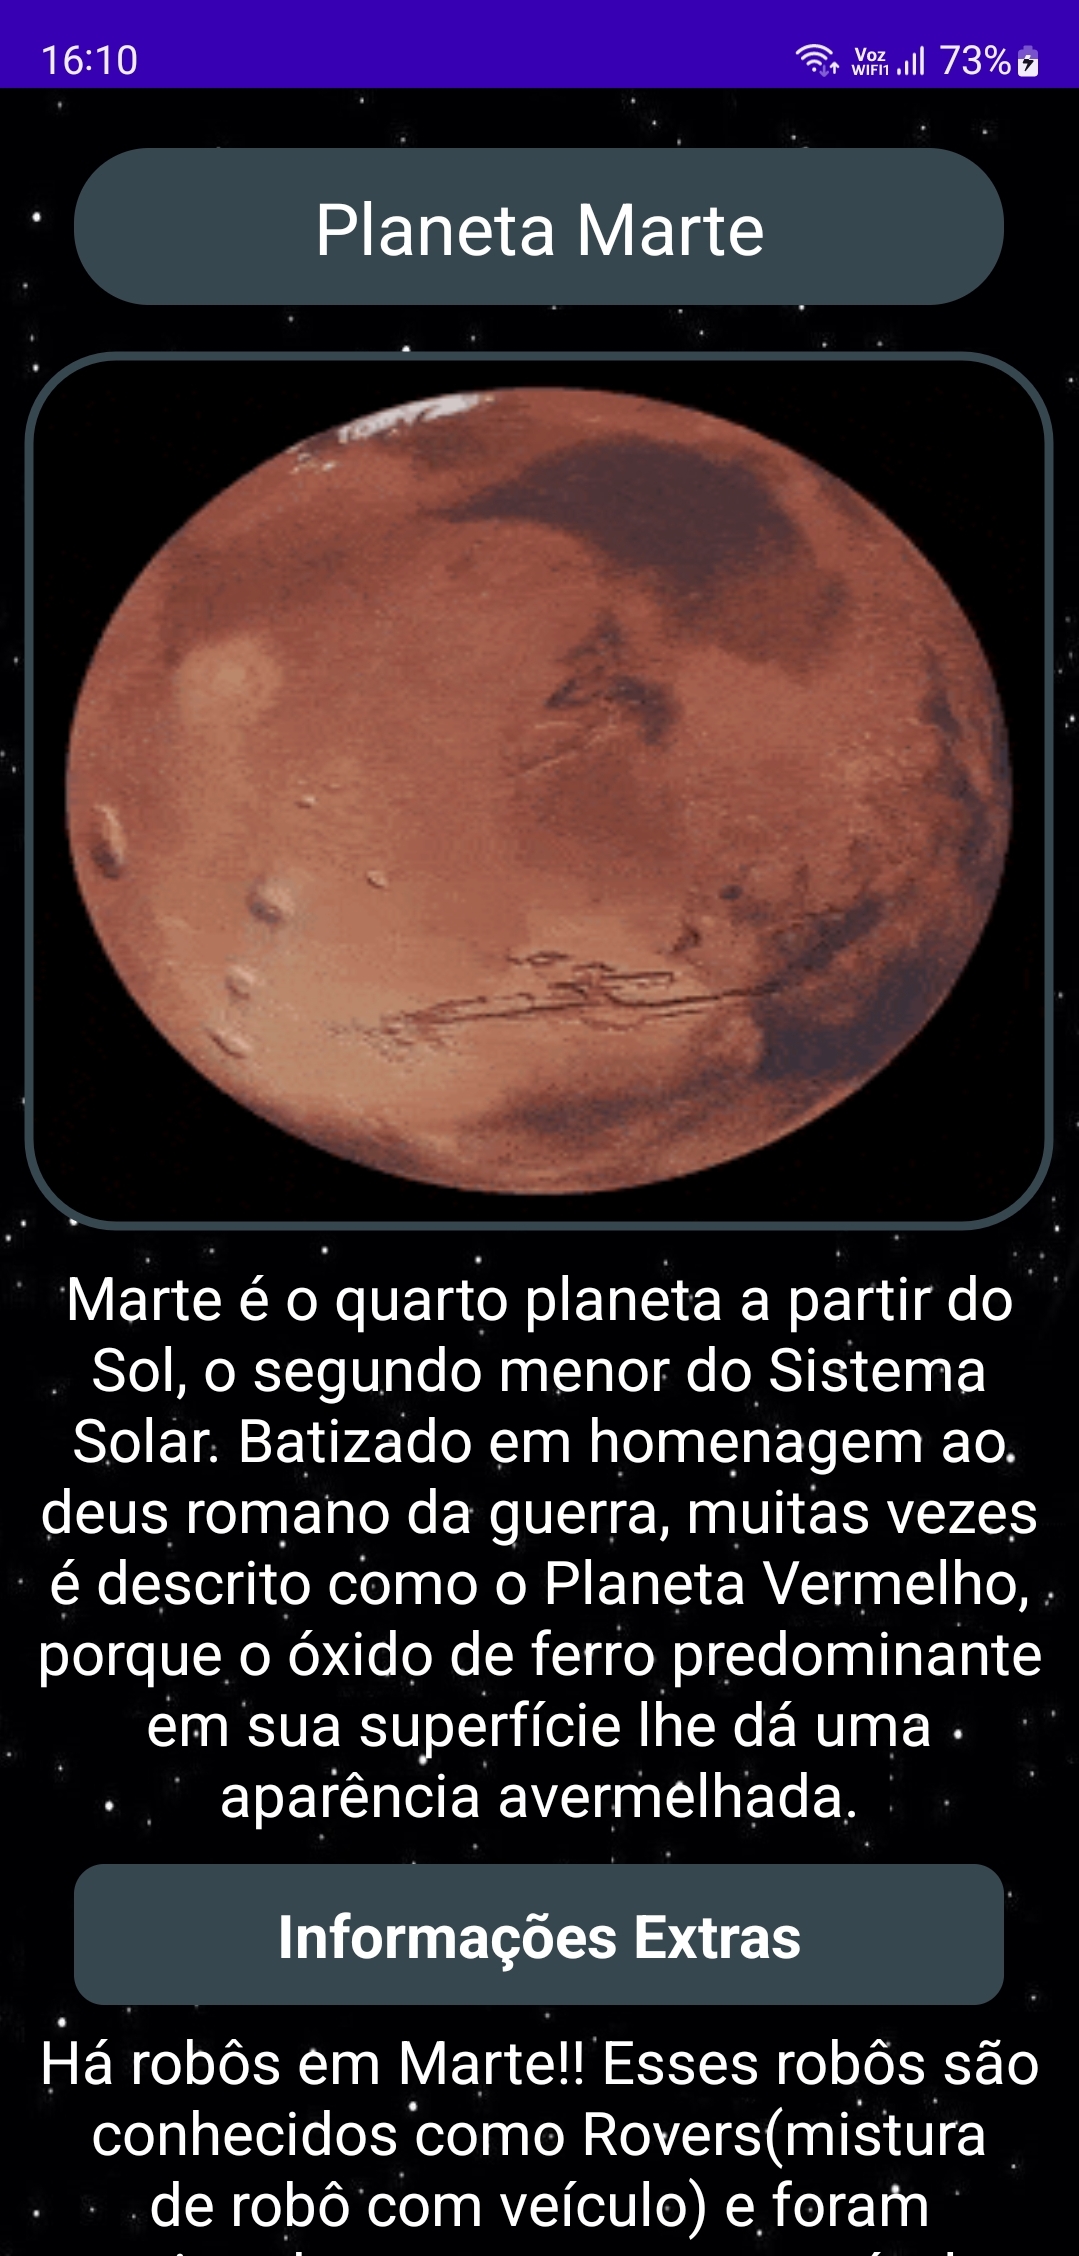 16:10
Voz
WIFI1
73%
Planeta Marte
Marte é o quarto planeta a partir do
Sol, o segundo menor do Sistema
Solar. Batizado em homenagem ao
deus romano da guerra, muitas vezes
é descrito como o Planeta Vermelho,
porque o óxido de ferro predominante
em sua superfície lhe dá uma
aparência avermelhada.
Informações Extras
Há robôs em Marte!! Esses robôs são
conhecidos como Rovers(mistura
de robô com veículo) e foram